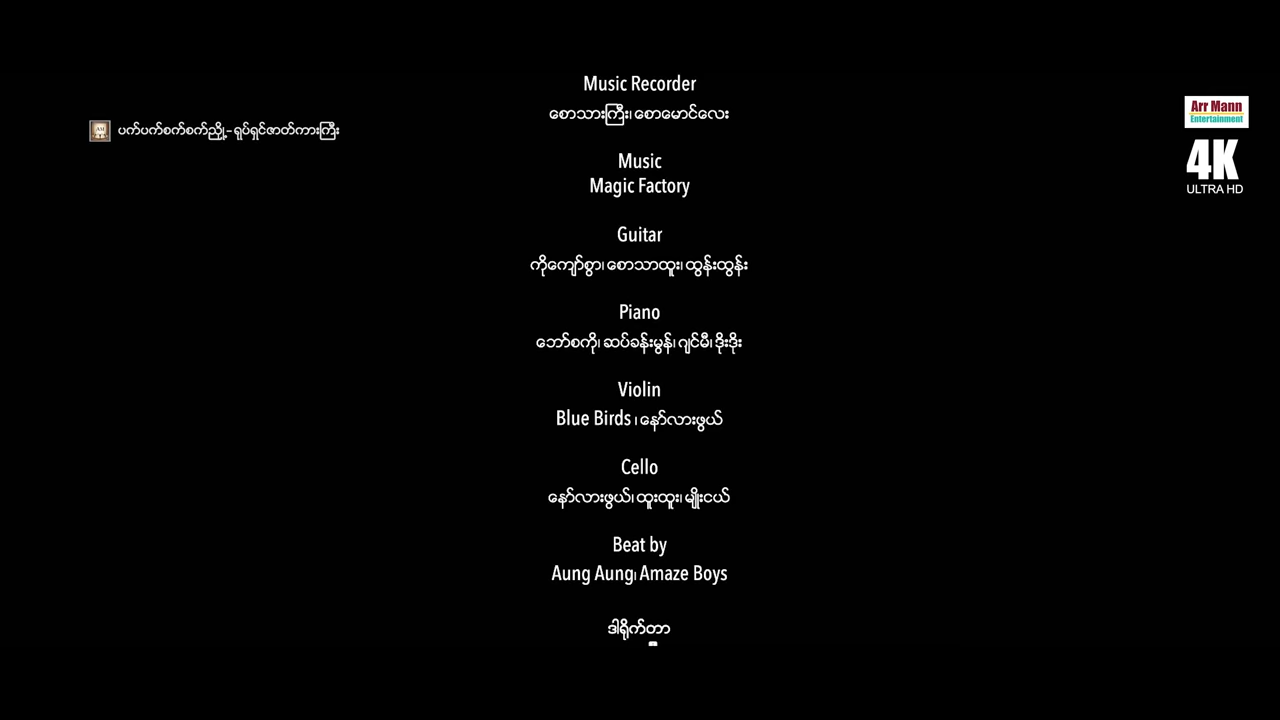 Music Recorder
စောသားကြီး၊ စောမောင်လေး
ပက်ပက်စက်စက်ညို့- ရုပ်ရှင်ဇာတ်ကားကြီး
Arr Mann
Entertainment
4K
ULTRA HD
Music
Magic Factory
Guitar
ကိုကျော်စွာ၊ စောသာထူး၊ ထွန်းထွန်း
Piano
ဘော်စကို၊ ဆပ်ခန်းမွန်၊ ဂျင်မီ၊ ဒိုးဒိုး
Violin
Blue Birds ၊ နော်လားဖွယ်
Cello
နော်လားဖွယ်၊ ထူးထူး၊ မျိုးငယ်
Beat by
Aung Aung၊ Amaze Boys
ဒါရိုက်တာ